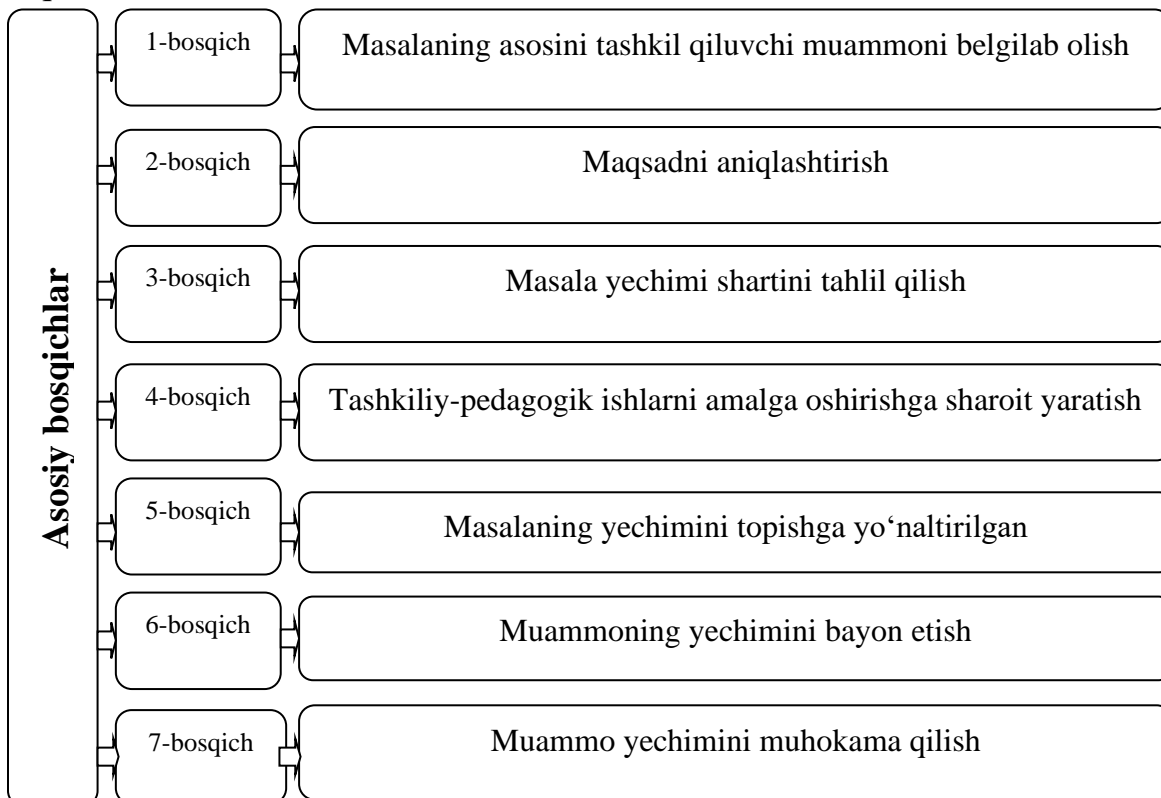 Asosiy bosqichlar
1-bosqich
Masalaning asosini tashkil qiluvchi muammoni belgilab olish
2-bosqich
Maqsadni aniqlashtirish
3-bosqich
Masala yechimi shartini tahlil qilish
4-bosqich
Tashkiliy-pedagogik ishlarni amalga oshirishga sharoit yaratish
5-bosqich
Masalaning yechimini topishga yo‘naltirilgan
6-bosqich
Muammoning yechimini bayon etish
7-bosqich
Muammo yechimini muhokama qilish